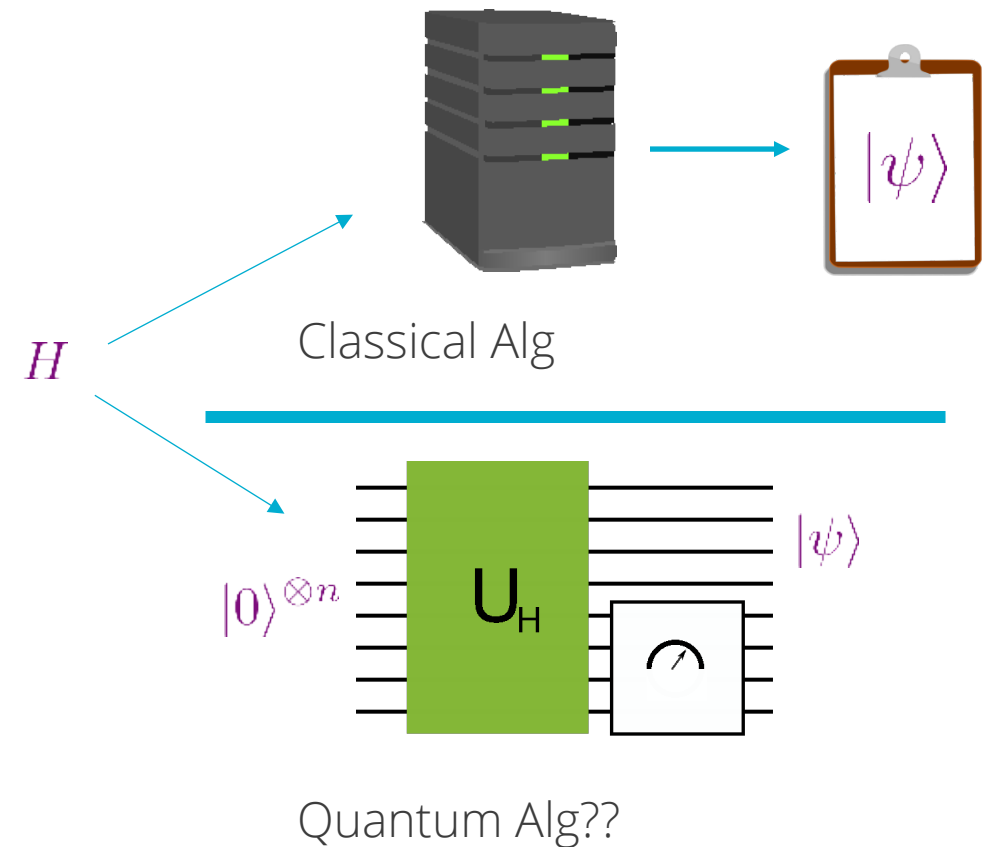 |ψ⟩
Classical Alg
H
|ψ⟩
|0⟩^{⊗n}
U_H
Quantum Alg??